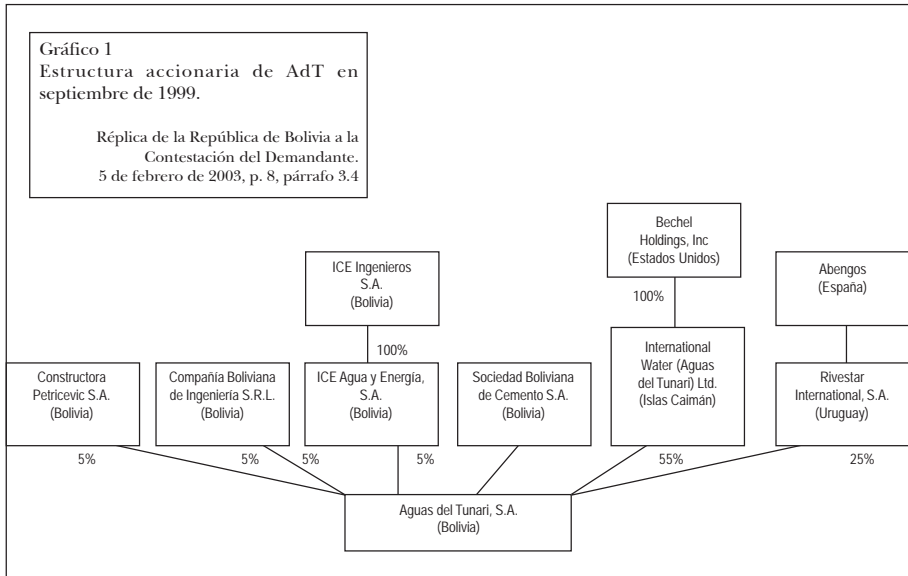 Gráfico 1
Estructura accionaria de AdT en
septiembre de 1999.
Réplica de la República de Bolivia a la
Contestación del Demandante.
5 de febrero de 2003, p. 8, párrafo 3.4
Bechel
Holdings, Inc
(Estados Unidos)
ICE Ingenieros
S.A.
(Bolivia)
Abengos
(España)
100%
100%
Constructora
Petricevic S.A.
(Bolivia)
Compañía Boliviana
de Ingeniería S.R.L.
(Bolivia)
ICE Agua y Energía,
S.A.
(Bolivia)
Sociedad Boliviana
de Cemento S.A.
(Bolivia)
International
Water (Aguas
del Tunari) Ltd.
(Islas Caimán)
Rivestar
International, S.A.
(Uruguay)
5%
5%
5%
5%
55%
25%
Aguas del Tunari, S.A.
(Bolivia)